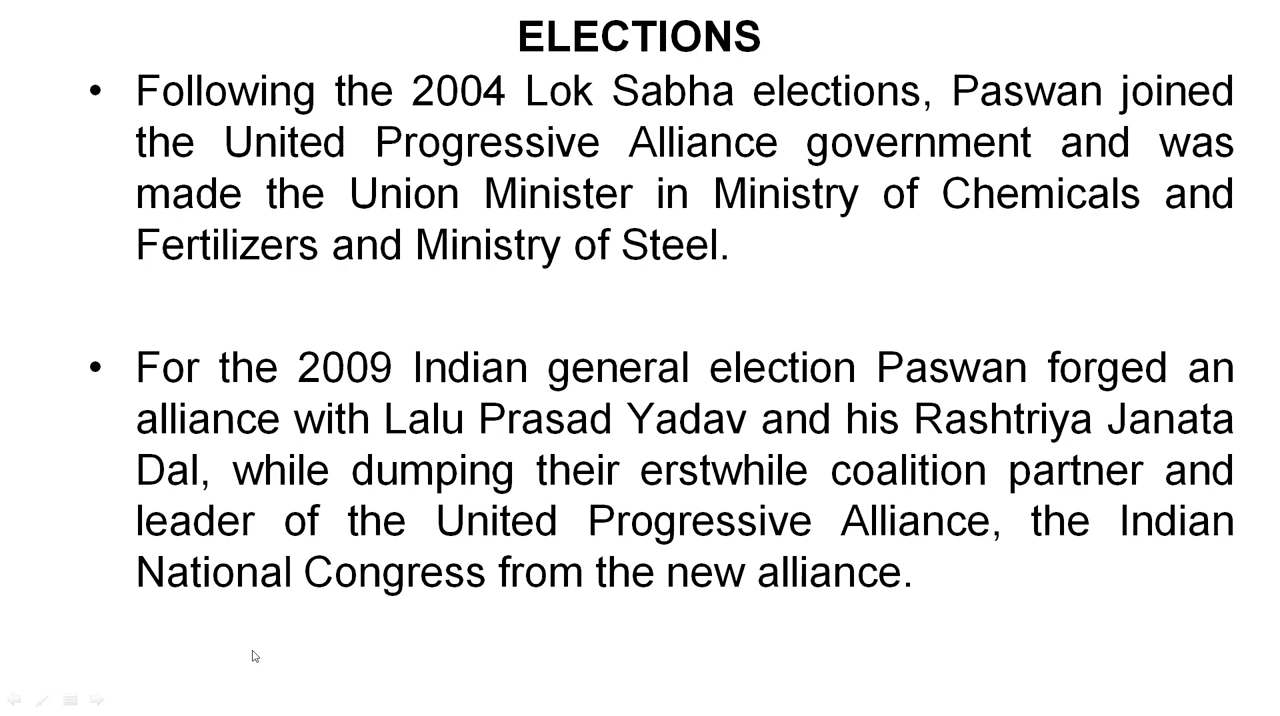 ELECTIONS
• Following the 2004 Lok Sabha elections, Paswan joined
the United Progressive Alliance government and was
made the Union Minister in Ministry of Chemicals and
Fertilizers and Ministry of Steel.
• For the 2009 Indian general election Paswan forged an
alliance with Lalu Prasad Yadav and his Rashtriya Janata
Dal, while dumping their erstwhile coalition partner and
leader of the United Progressive Alliance, the Indian
National Congress from the new alliance.